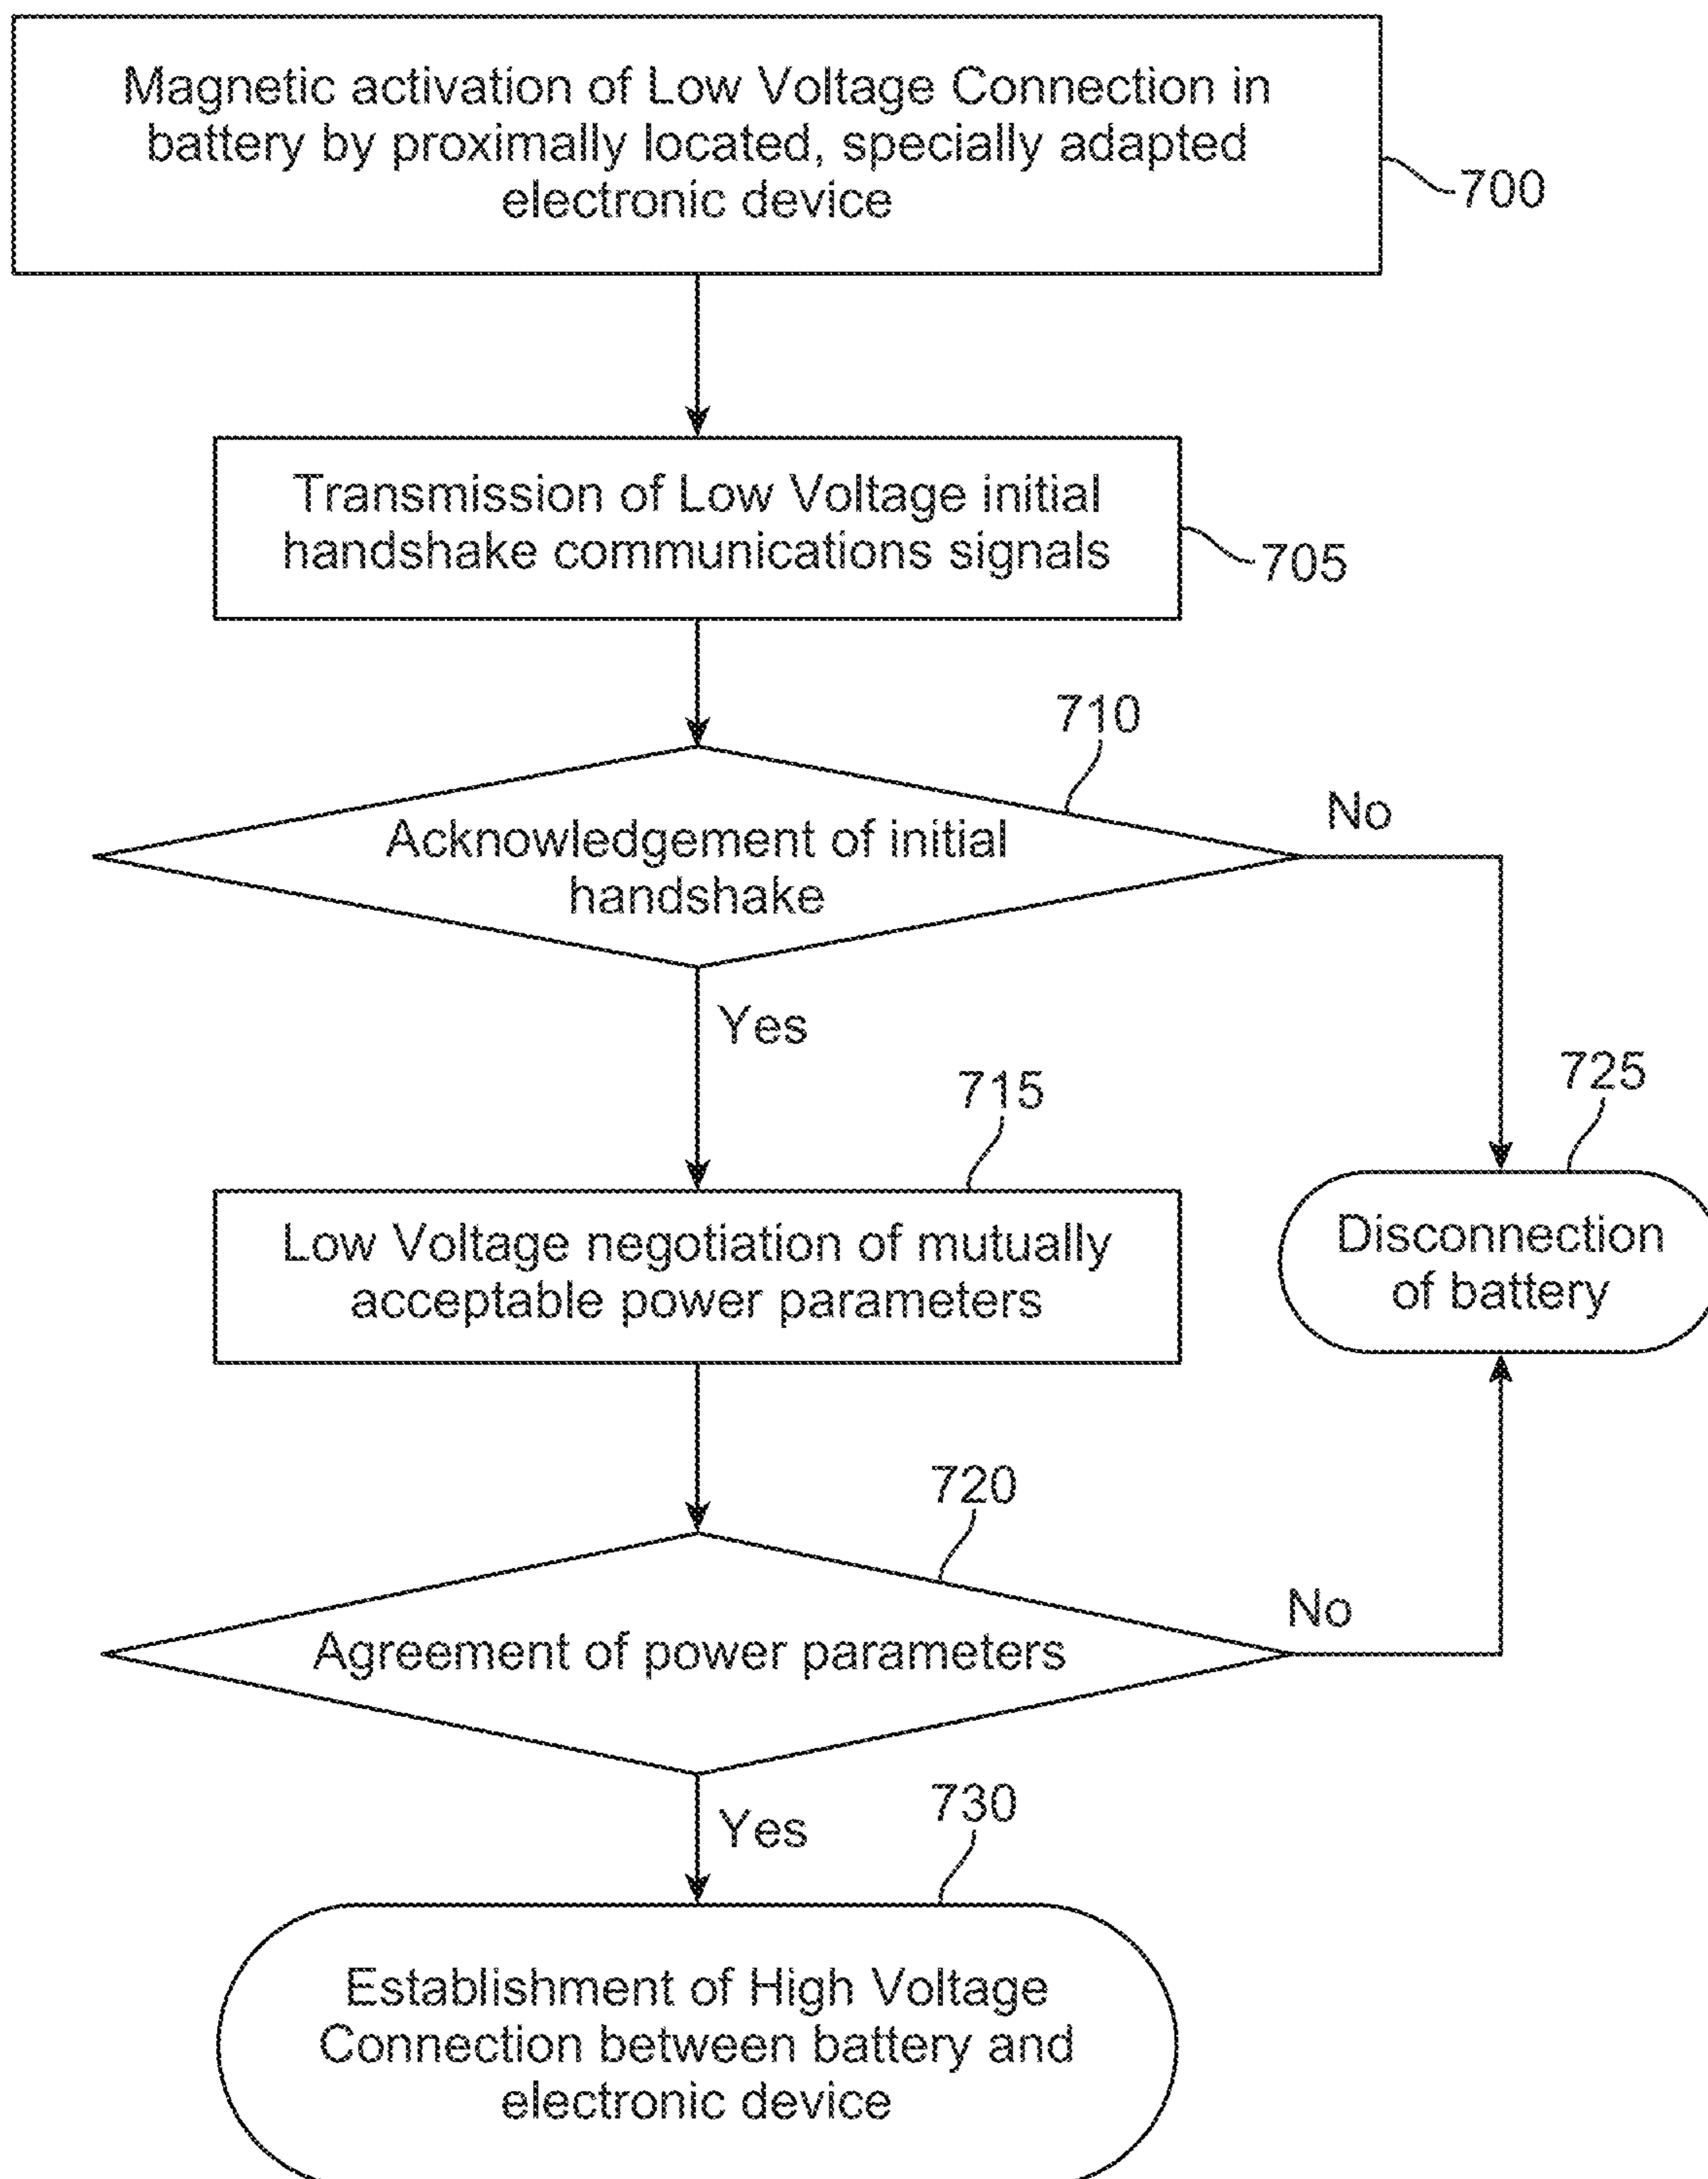 Magnetic activation of Low Voltage Connection in
battery by proximally located, specially adapted
electronic device
700
Transmission of Low Voltage initial
handshake communications signals
705
710
No
Acknowledgement of initial
handshake
Yes
715
725
Low Voltage negotiation of mutually
acceptable power parameters
Disconnection
of battery
720
No
Agreement of power parameters
Yes
730
Establishment of High Voltage
Connection between battery and
electronic device